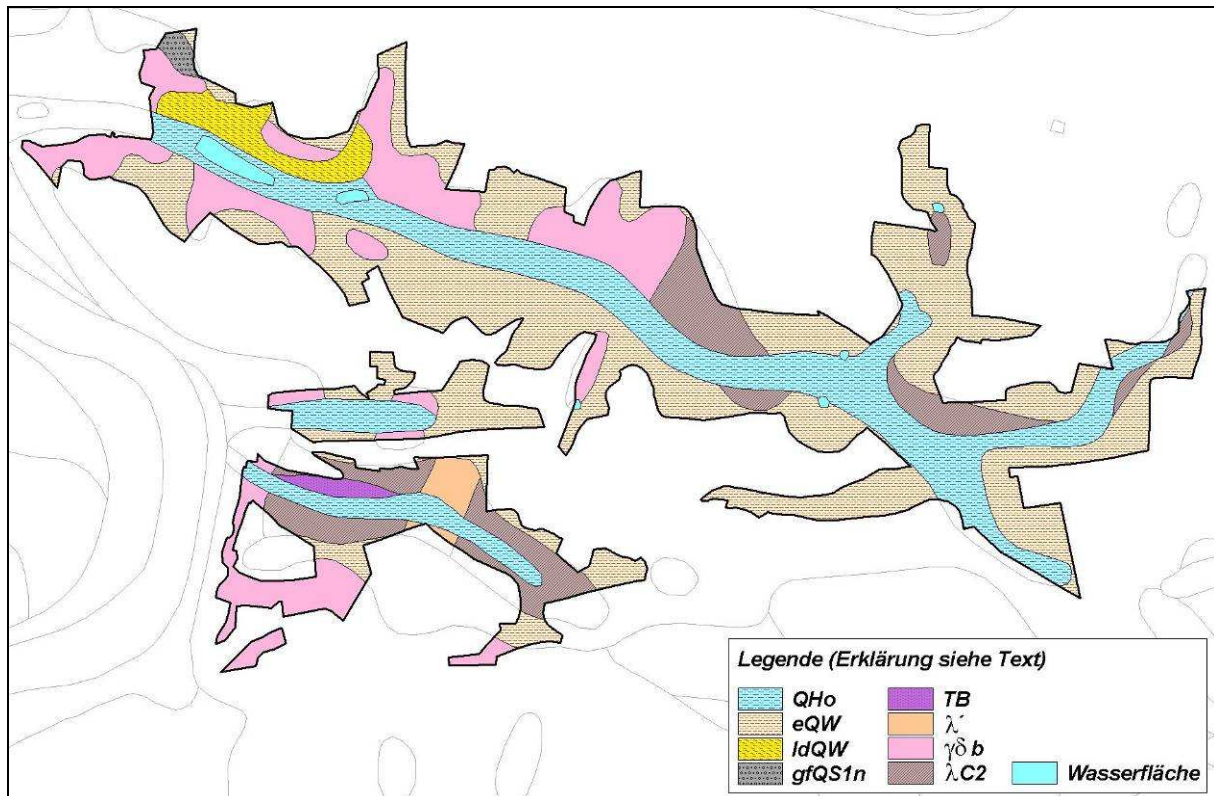 Legende (Erklärung siehe Text)
QHo
eQW
ldQW
gfQS1n
TB
λ´
γδ b
λC2
Wasserfläche